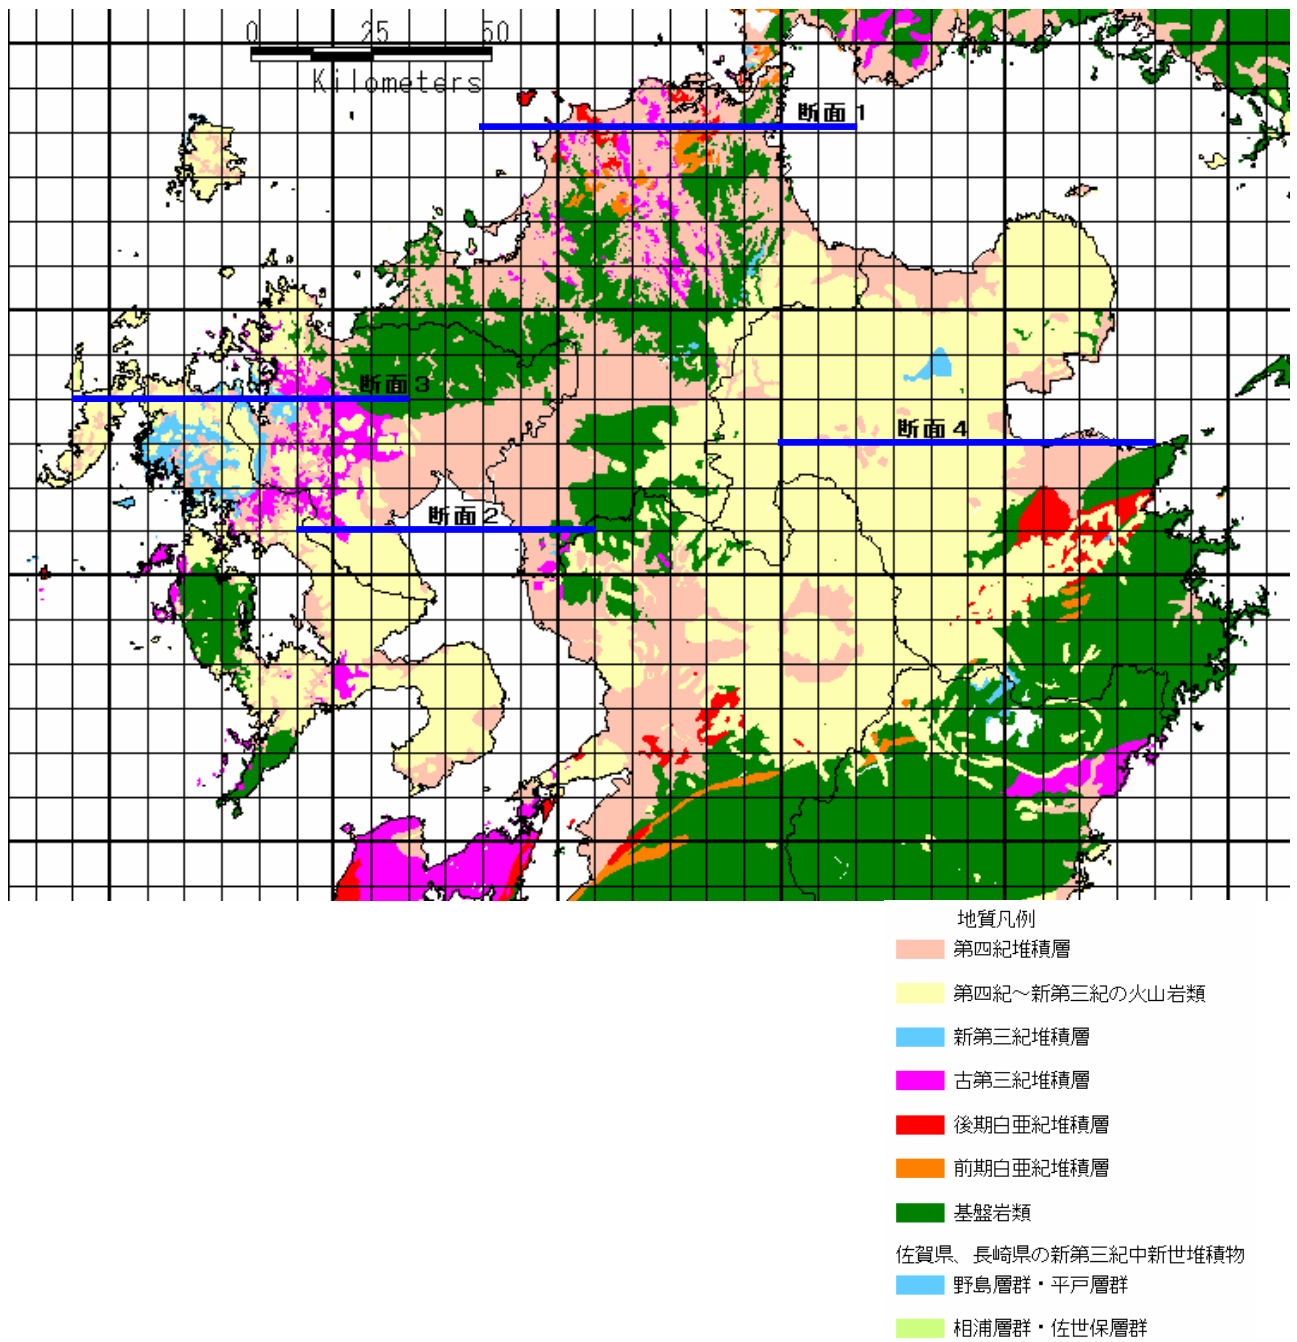 0 25 50
Kilometers
断面1
断面3
断面4
断面2
地質凡例
第四紀堆積層
第四紀～新第三紀の火山岩類
新第三紀堆積層
古第三紀堆積層
後期白亜紀堆積層
前期白亜紀堆積層
基盤岩類
佐賀県、長崎県の新第三紀中新世堆積物
野島層群・平戸層群
相浦層群・佐世保層群